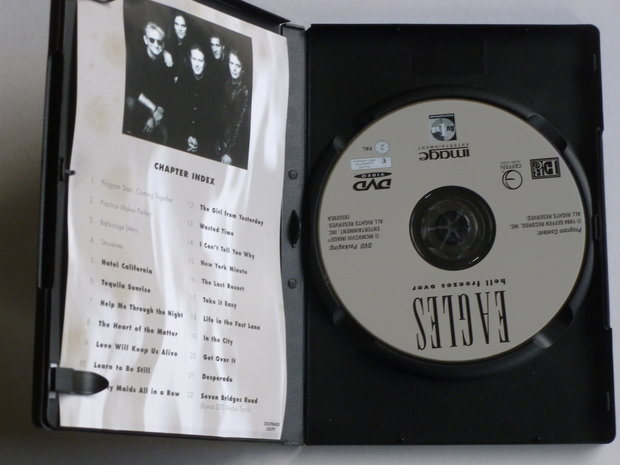 CHAPTER INDEX
1. Program Start: Coming Together
2. Practice Makes Perfect
3. Backstage Jitters
4. Showtime
5. Hotel California
6. Tequila Sunrise
7. Help Me Through the Night
8. The Heart of the Matter
9. Love Will Keep Us Alive
10. Learn to Be Still
Maids All in a Row
12. The Girl from Yesterday
13. Wasted Time
14. I Can't Tell You Why
15. New York Minute
16. The Last Resort
17. Take it Easy
18. Life in the Fast Lane
19. In the City
20. Get Over it
21. Desperado
22. Seven Bridges Road
(Bonus DTS Audio Track)
EAGLES
hell freezes over
Program Content:
© 1994 GEFFEN RECORDS, INC.
ALL RIGHTS RESERVED.
DVD Packaging:
© MCMXCVIII IMAGE®
ENTERTAINMENT, INC.
ALL RIGHTS RESERVED.
GEFFEN
DVD
VIDEO
E
2
PAL
image
ENTERTAINMENT